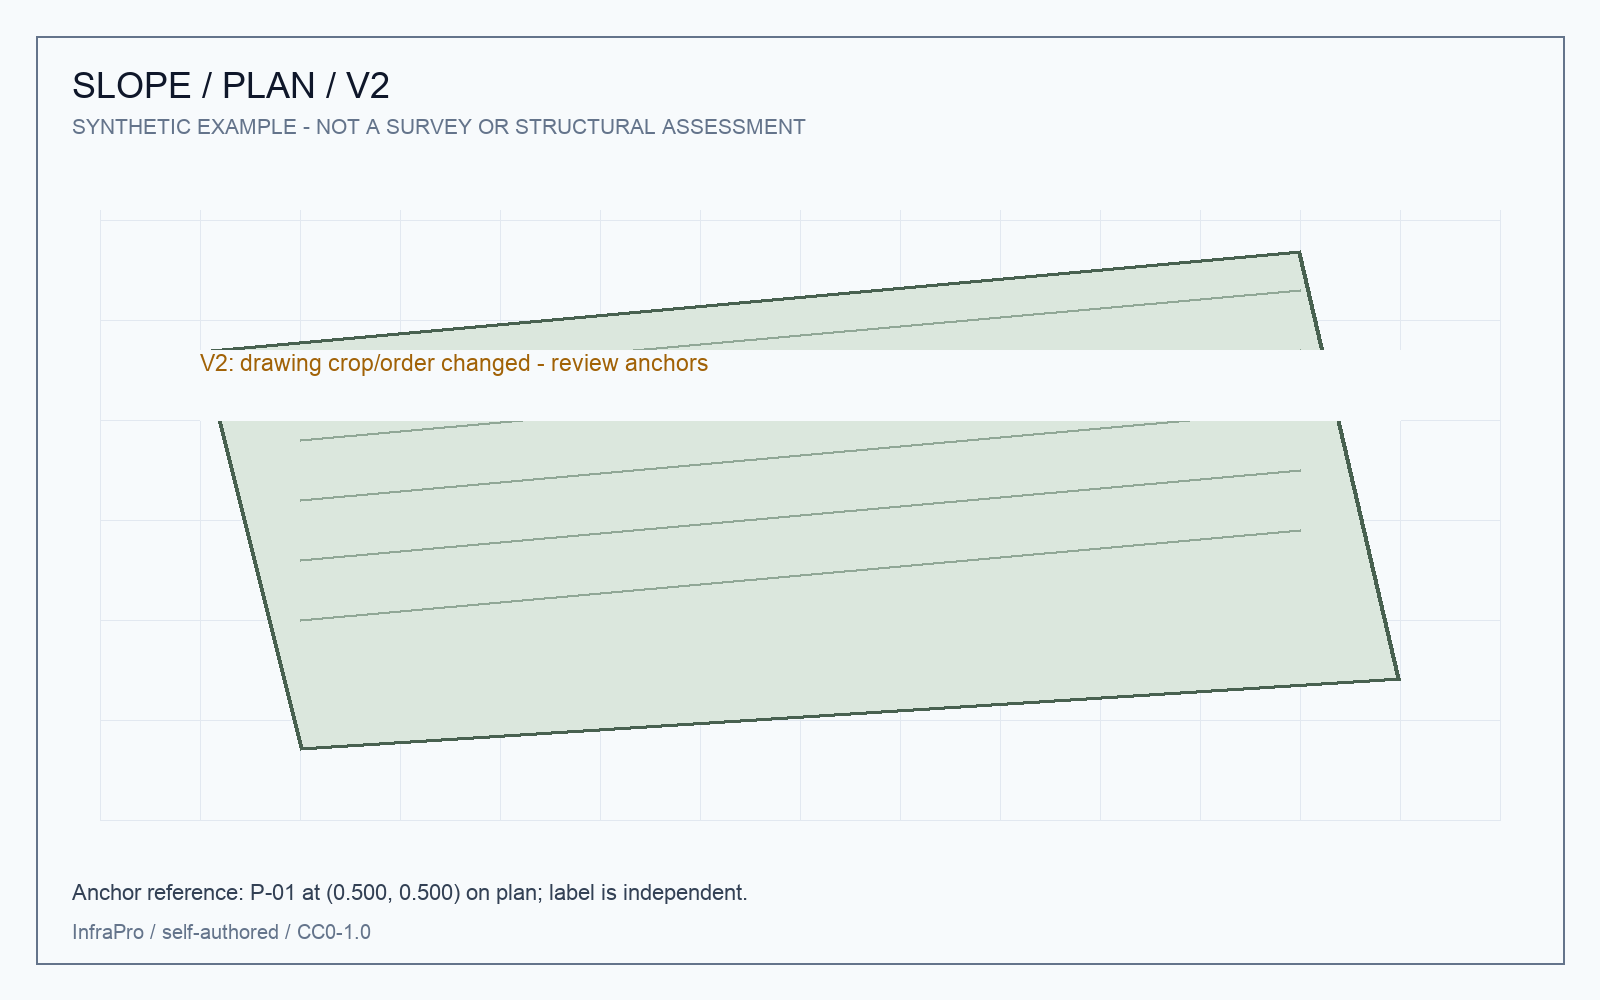 SLOPE / PLAN / V2
SYNTHETIC EXAMPLE - NOT A SURVEY OR STRUCTURAL ASSESSMENT
V2: drawing crop/order changed - review anchors
Anchor reference: P-01 at (0.500, 0.500) on plan; label is independent.
InfraPro / self-authored / CC0-1.0